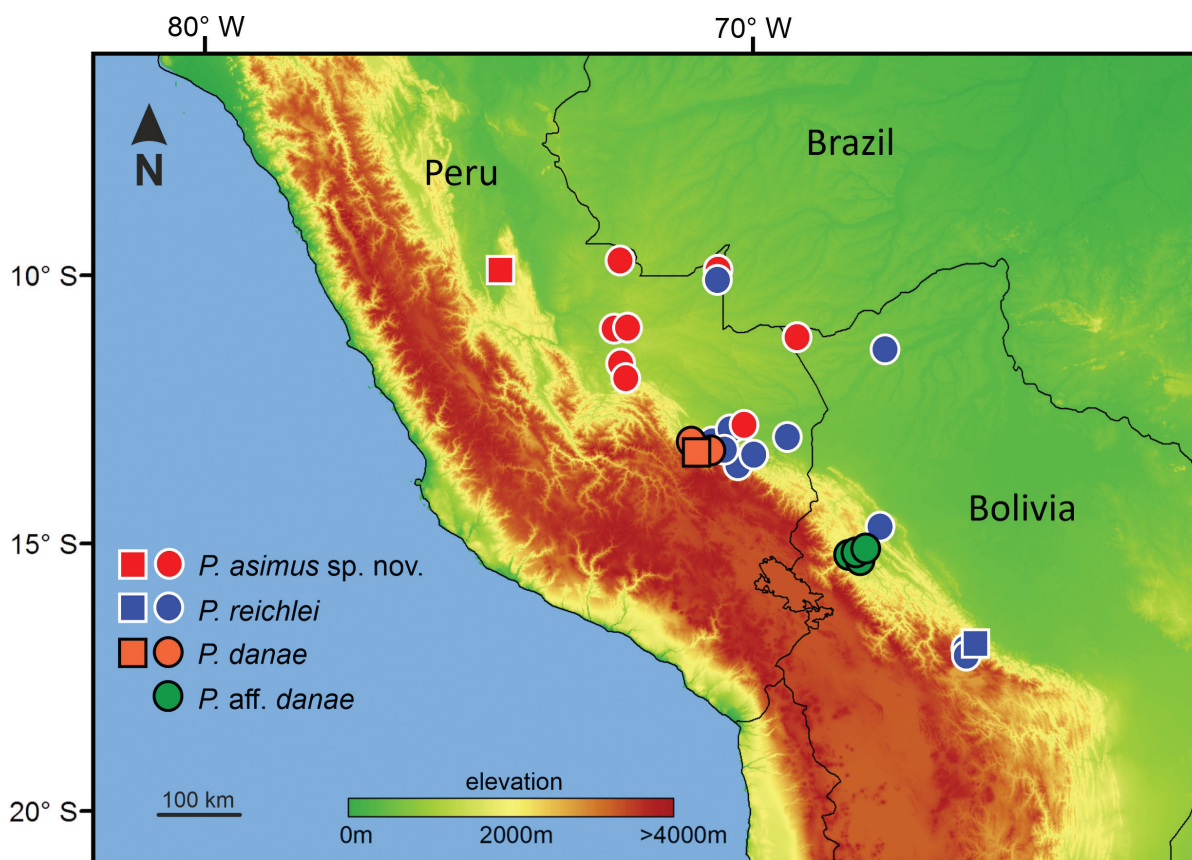 80° W 70° W
N
Peru
Brazil
10° S
Bolivia
15° S
P. asimus sp. nov.
P. reichlei
P. danae
P. aff. danae
elevation
100 km
0m 2000m >4000m
20° S